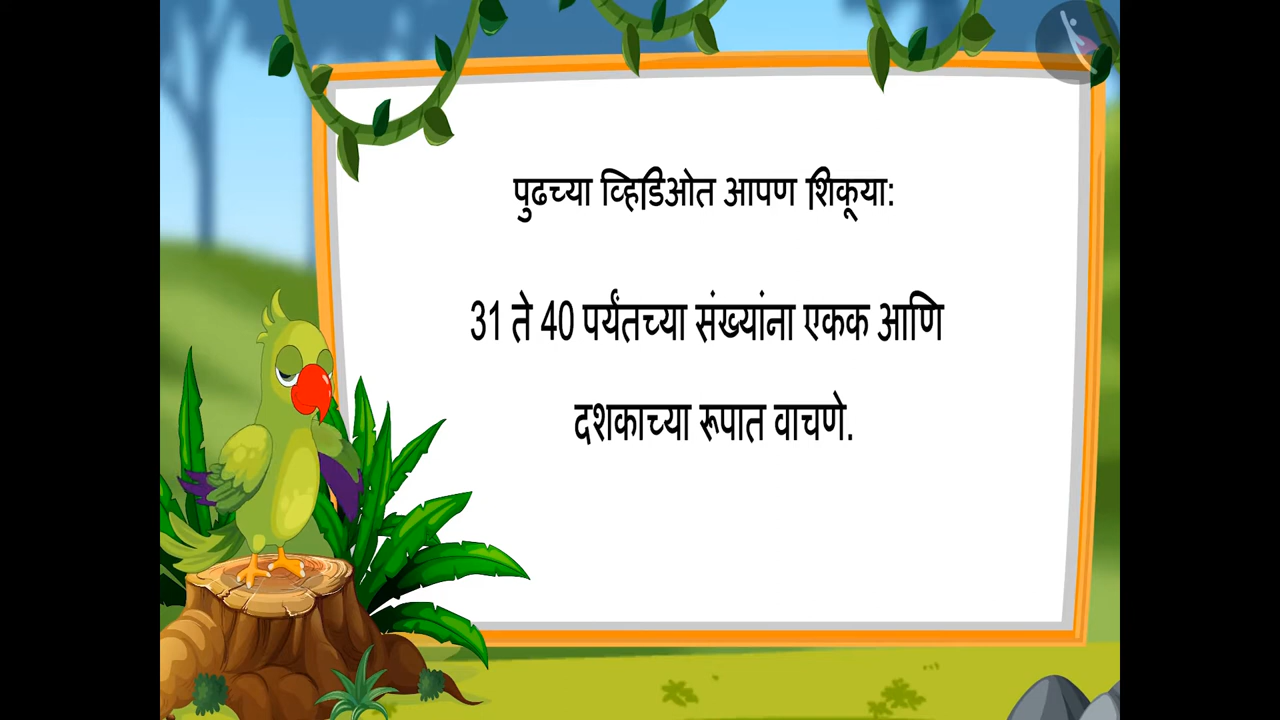 पुढच्या व्हिडिओत आपण शिकूया:
31 ते 40 पर्यंतच्या संख्यांना एकक आणि
दशकाच्या रूपात वाचणे.